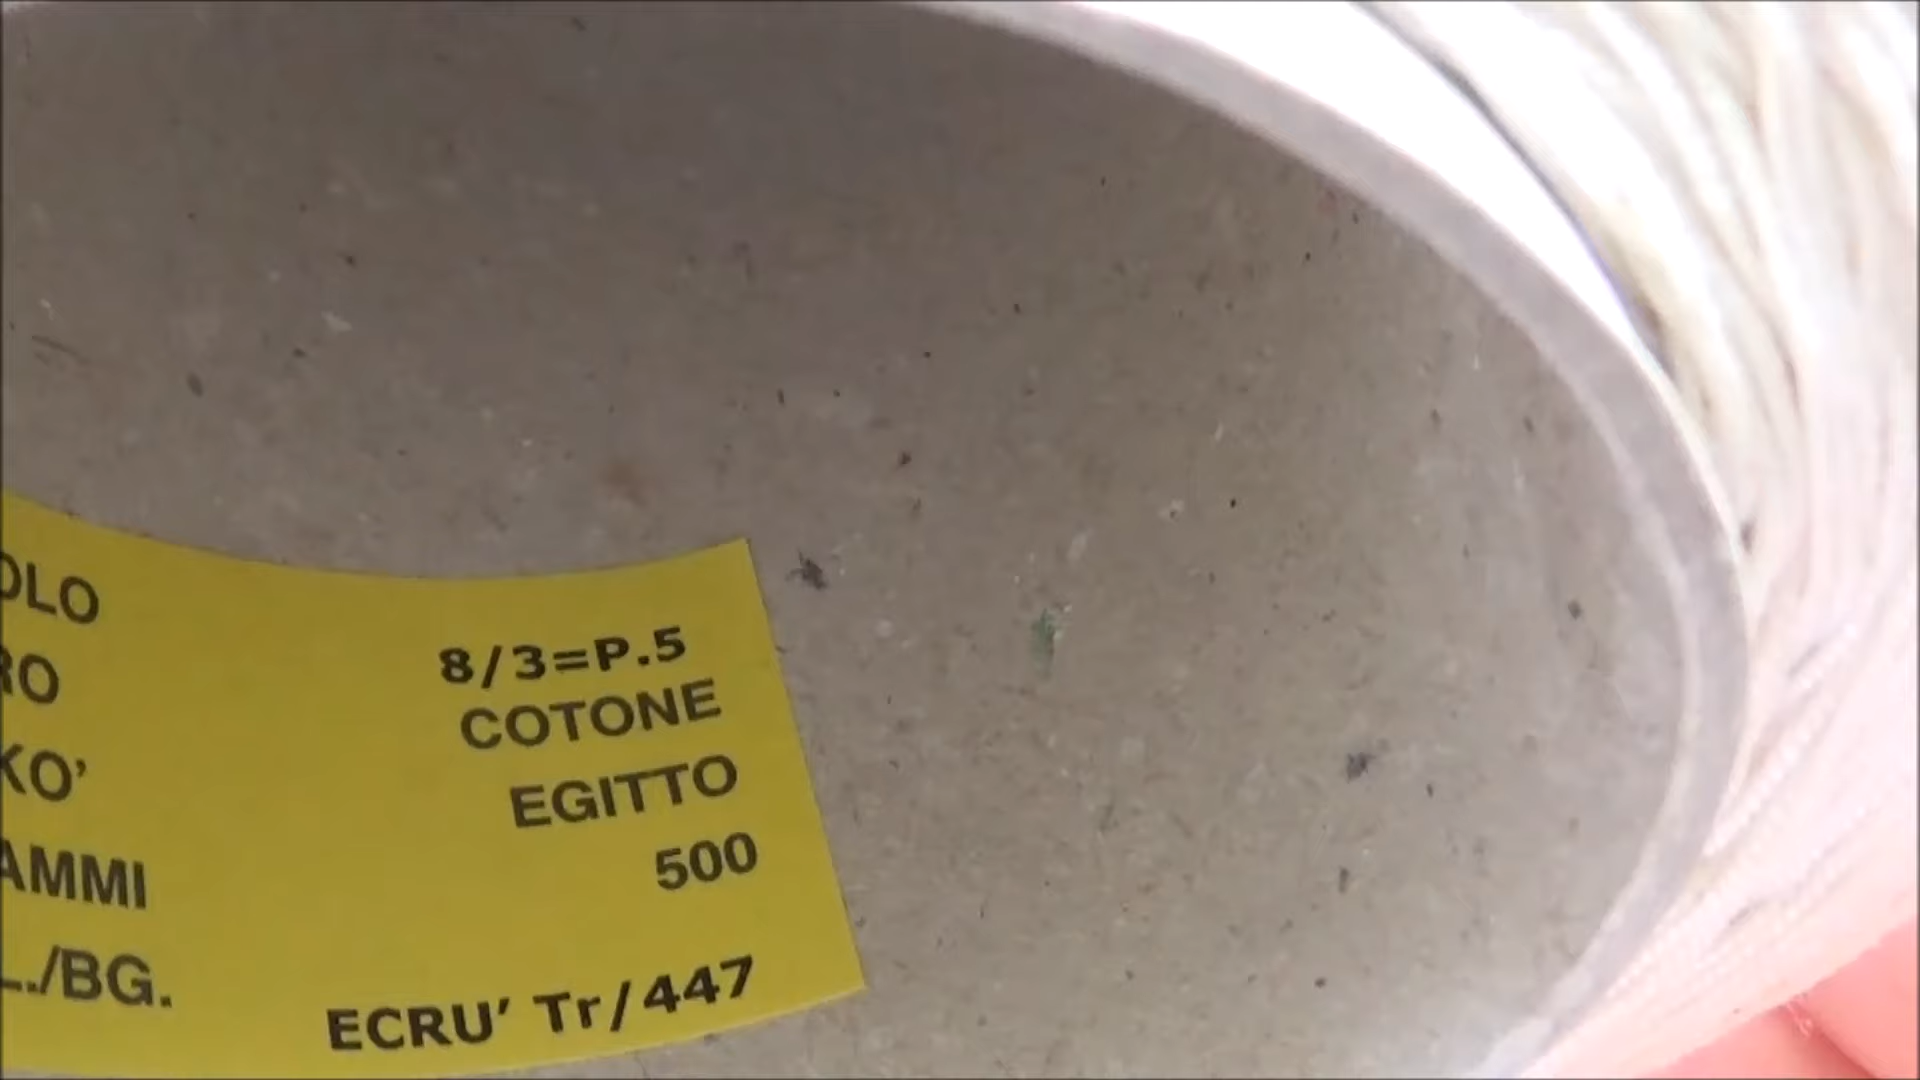 OLO 8/3=P.5
RO COTONE
KO' EGITTO
AMMI 500
L./BG. ECRU' Tr/447